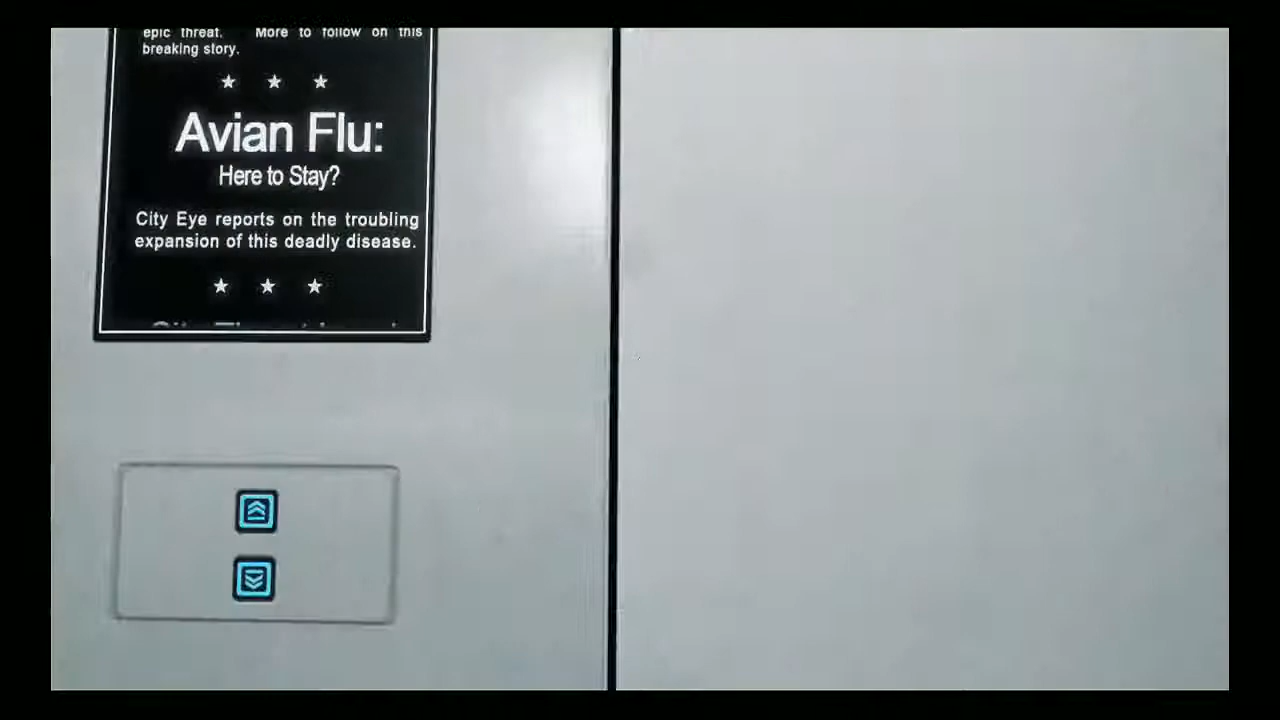 epic threat. More to follow on this
breaking story.
Avian Flu:
Here to Stay?
City Eye reports on the troubling
expansion of this deadly disease.